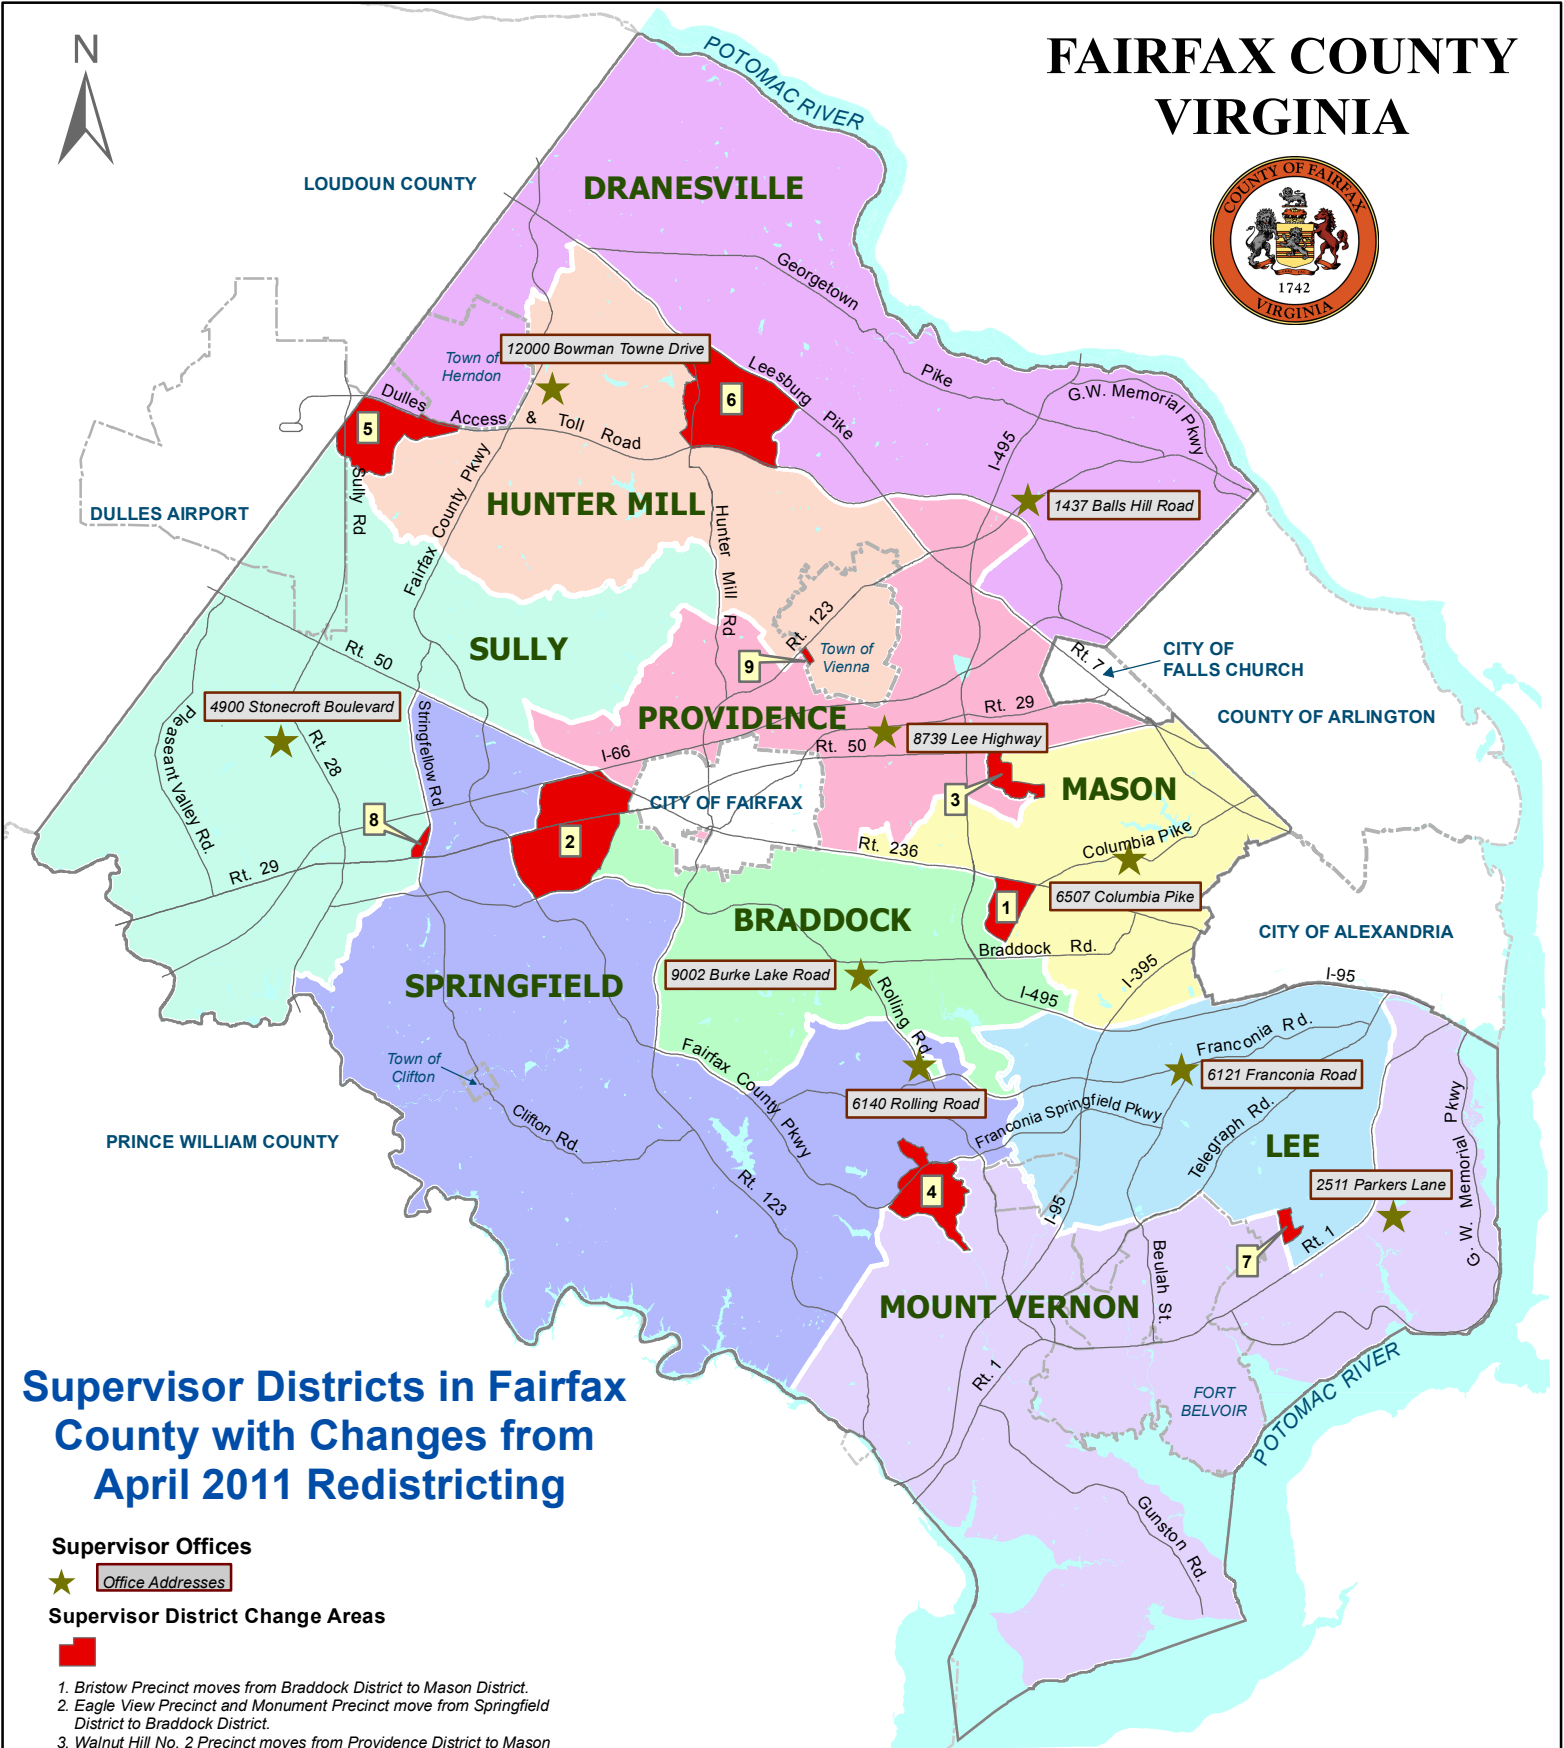 FAIRFAX COUNTY
VIRGINIA
COUNTY OF FAIRFAX
1742
VIRGINIA
N
POTOMAC RIVER
LOUDOUN COUNTY
DRANESVILLE
Georgetown
Pike
Leesburg
Pike
G.W. Memorial Pkwy
I-495
12000 Bowman Towne Drive
Town of
Herndon
Dulles
Access
&
Toll
Road
6
5
DULLES AIRPORT
Sully Rd
Fairfax County Pkwy
HUNTER MILL
Hunter Mill Rd
1437 Balls Hill Road
SULLY
Rt. 123
Town of
Vienna
9
Rt. 50
Rt. 7
CITY OF
FALLS CHURCH
COUNTY OF ARLINGTON
4900 Stonecroft Boulevard
Stringfellow Rd
Pleaseant Valley Rd.
Rt. 28
PROVIDENCE
Rt. 29
I-66
Rt. 50
8739 Lee Highway
CITY OF FAIRFAX
3
MASON
8
2
Rt. 29
Rt. 236
Columbia Pike
6507 Columbia Pike
1
BRADDOCK
Braddock Rd.
CITY OF ALEXANDRIA
9002 Burke Lake Road
SPRINGFIELD
I-395
I-95
I-495
Rolling Rd
Franconia Rd.
Town of
Clifton
Fairfax County Pkwy
6121 Franconia Road
6140 Rolling Road
Clifton Rd.
Franconia Springfield Pkwy
Telegraph Rd.
PRINCE WILLIAM COUNTY
LEE
G. W. Memorial Pkwy
2511 Parkers Lane
4
Rt. 123
I-95
Rt. 1
7
Beulah St.
MOUNT VERNON
Rt. 1
FORT
BELVOIR
POTOMAC RIVER
Gunston Rd.
Supervisor Districts in Fairfax
County with Changes from
April 2011 Redistricting
Supervisor Offices
Office Addresses
Supervisor District Change Areas
1. Bristow Precinct moves from Braddock District to Mason District.
2. Eagle View Precinct and Monument Precinct move from Springfield
District to Braddock District.
3. Walnut Hill No. 2 Precinct moves from Providence District to Mason